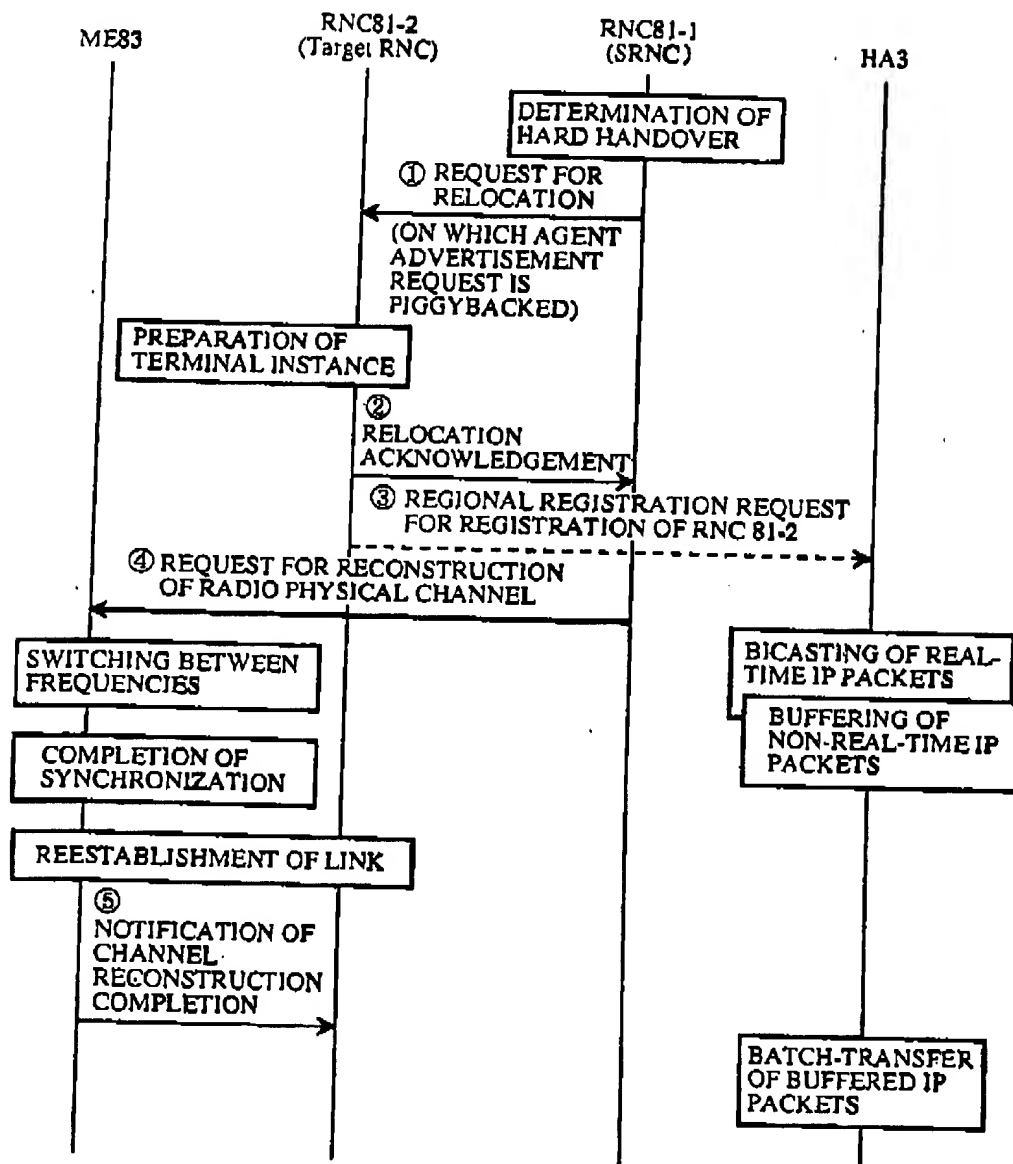 ME83
RNC81-2
(Target RNC)
RNC81-1
(SRNC)
HA3
DETERMINATION OF
HARD HANDOVER
① REQUEST FOR
RELOCATION
(ON WHICH AGENT
ADVERTISEMENT
REQUEST IS
PIGGYBACKED)
PREPARATION OF
TERMINAL INSTANCE
②
RELOCATION
ACKNOWLEDGEMENT
③ REGIONAL REGISTRATION REQUEST
FOR REGISTRATION OF RNC 81-2
④ REQUEST FOR RECONSTRUCTION
OF RADIO PHYSICAL CHANNEL
SWITCHING BETWEEN
FREQUENCIES
BICASTING OF REAL-
TIME IP PACKETS
BUFFERING OF
NON-REAL-TIME IP
PACKETS
COMPLETION OF
SYNCHRONIZATION
REESTABLISHMENT OF LINK
⑤
NOTIFICATION OF
CHANNEL
RECONSTRUCTION
COMPLETION
BATCH-TRANSFER
OF BUFFERED IP
PACKETS